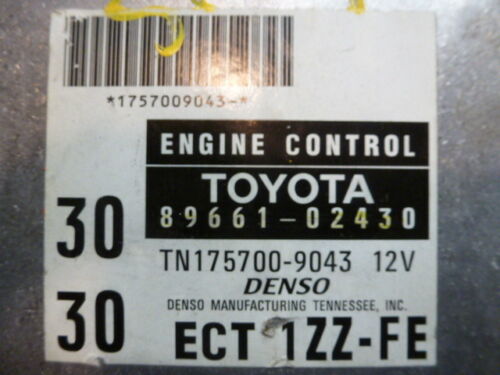 *1757009043-*
ENGINE CONTROL
TOYOTA
89661-02430
30
TN175700-9043 12V
DENSO
30
DENSO MANUFACTURING TENNESSEE, INC.
ECT 1ZZ-FE